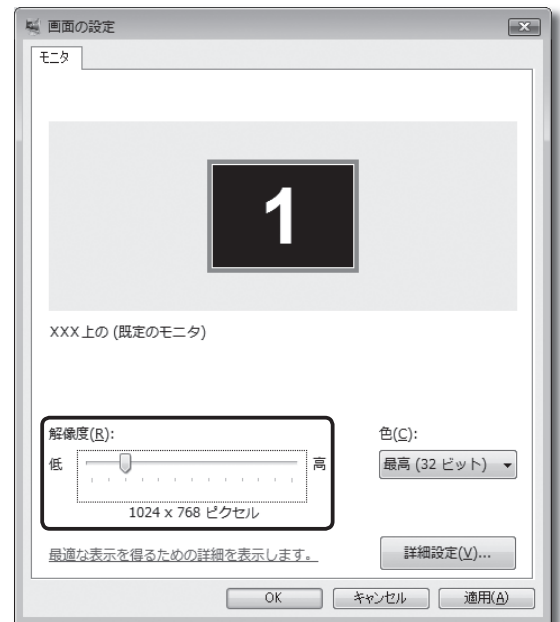 画面の設定
モニタ
1
XXX上の (既定のモニタ)
解像度(R):
色(C):
低
高
最高 (32 ビット)
1024 x 768 ピクセル
最適な表示を得るための詳細を表示します。
詳細設定(V)...
OK
キャンセル
適用(A)